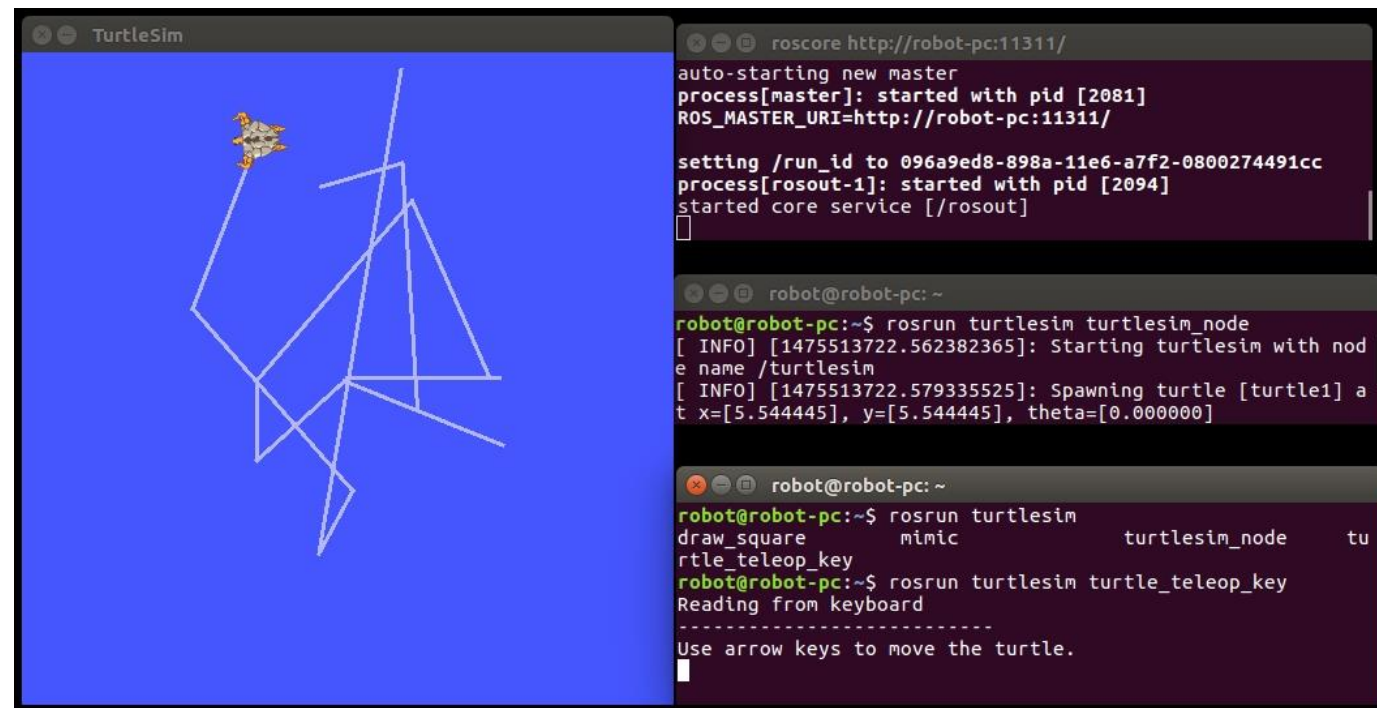 TurtleSim
roscore http://robot-pc:11311/
auto-starting new master
process[master]: started with pid [2081]
ROS_MASTER_URI=http://robot-pc:11311/
setting /run_id to 096a9ed8-898a-11e6-a7f2-0800274491cc
process[rosout-1]: started with pid [2094]
started core service [/rosout]
robot@robot-pc: ~
robot@robot-pc:~$ rosrun turtlesim turtlesim_node
[ INFO] [1475513722.562382365]: Starting turtlesim with nod
e name /turtlesim
[ INFO] [1475513722.579335525]: Spawning turtle [turtle1] a
t x=[5.544445], y=[5.544445], theta=[0.000000]
robot@robot-pc: ~
robot@robot-pc:~$ rosrun turtlesim
draw_square mimic turtlesim_node tu
rtle_teleop_key
robot@robot-pc:~$ rosrun turtlesim turtle_teleop_key
Reading from keyboard
---------------------------
Use arrow keys to move the turtle.